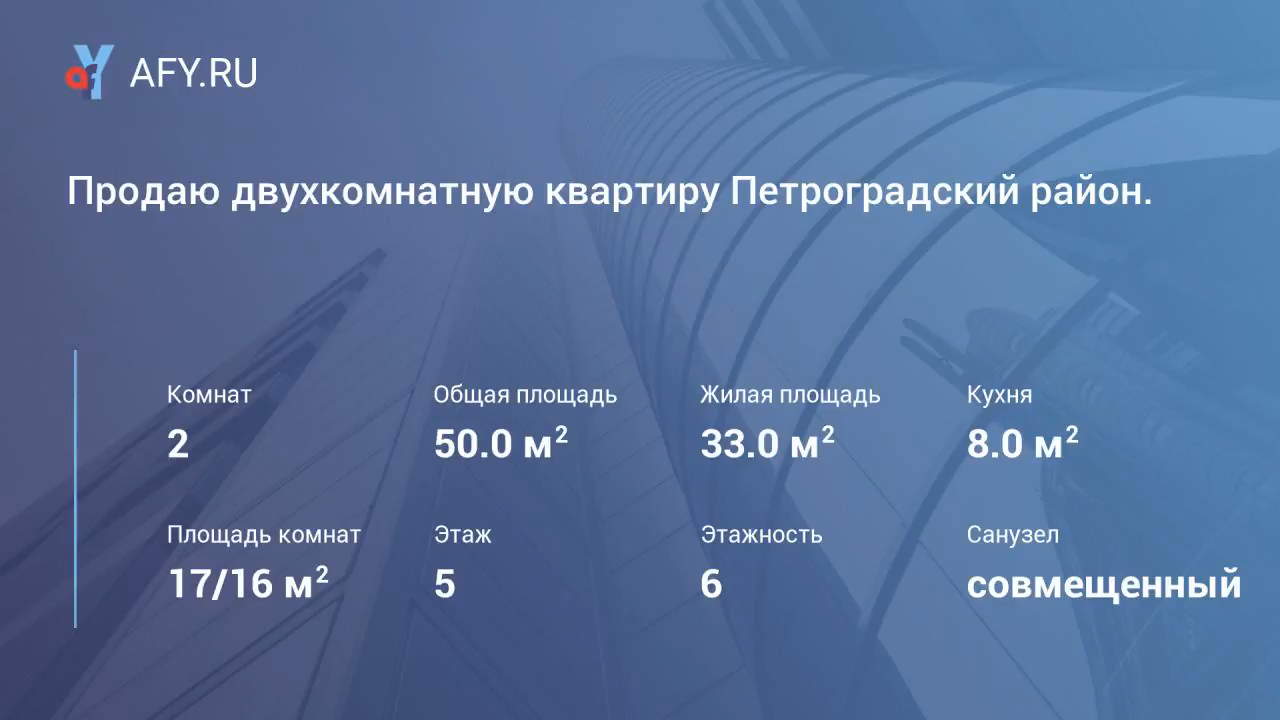 AFY.RU
Продаю двухкомнатную квартиру Петроградский район.
Комнат
2
Общая площадь
50.0 м²
Жилая площадь
33.0 м²
Кухня
8.0 м²
Площадь комнат
17/16 м²
Этаж
5
Этажность
6
Санузел
совмещенный